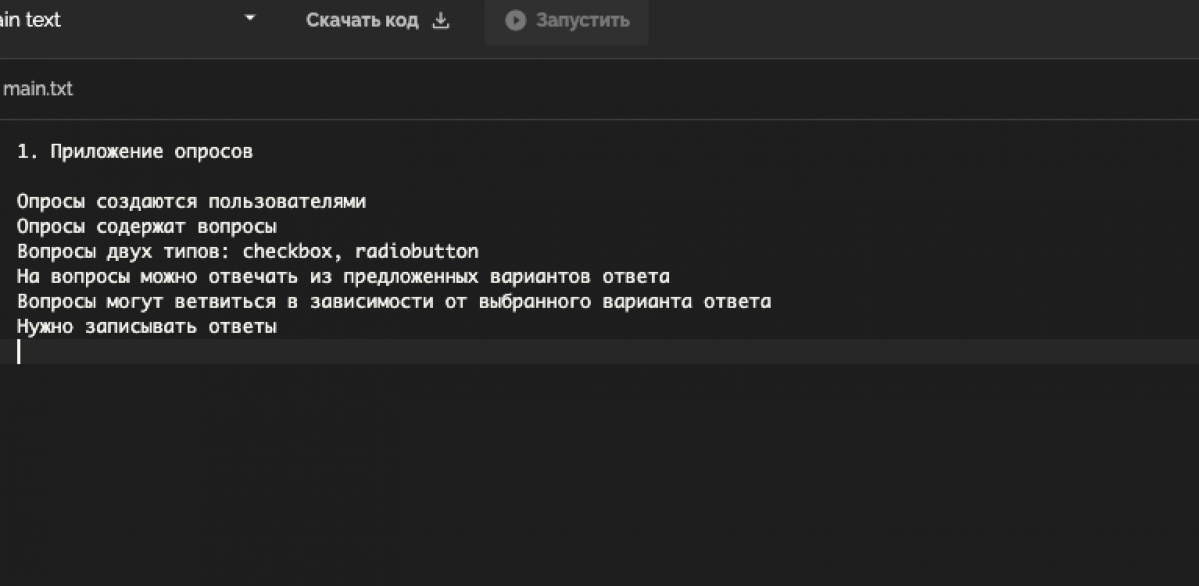 ain text
Скачать код
Запустить
main.txt
1. Приложение опросов
Опросы создаются пользователями
Опросы содержат вопросы
Вопросы двух типов: checkbox, radiobutton
На вопросы можно отвечать из предложенных вариантов ответа
Вопросы могут ветвиться в зависимости от выбранного варианта ответа
Нужно записывать ответы